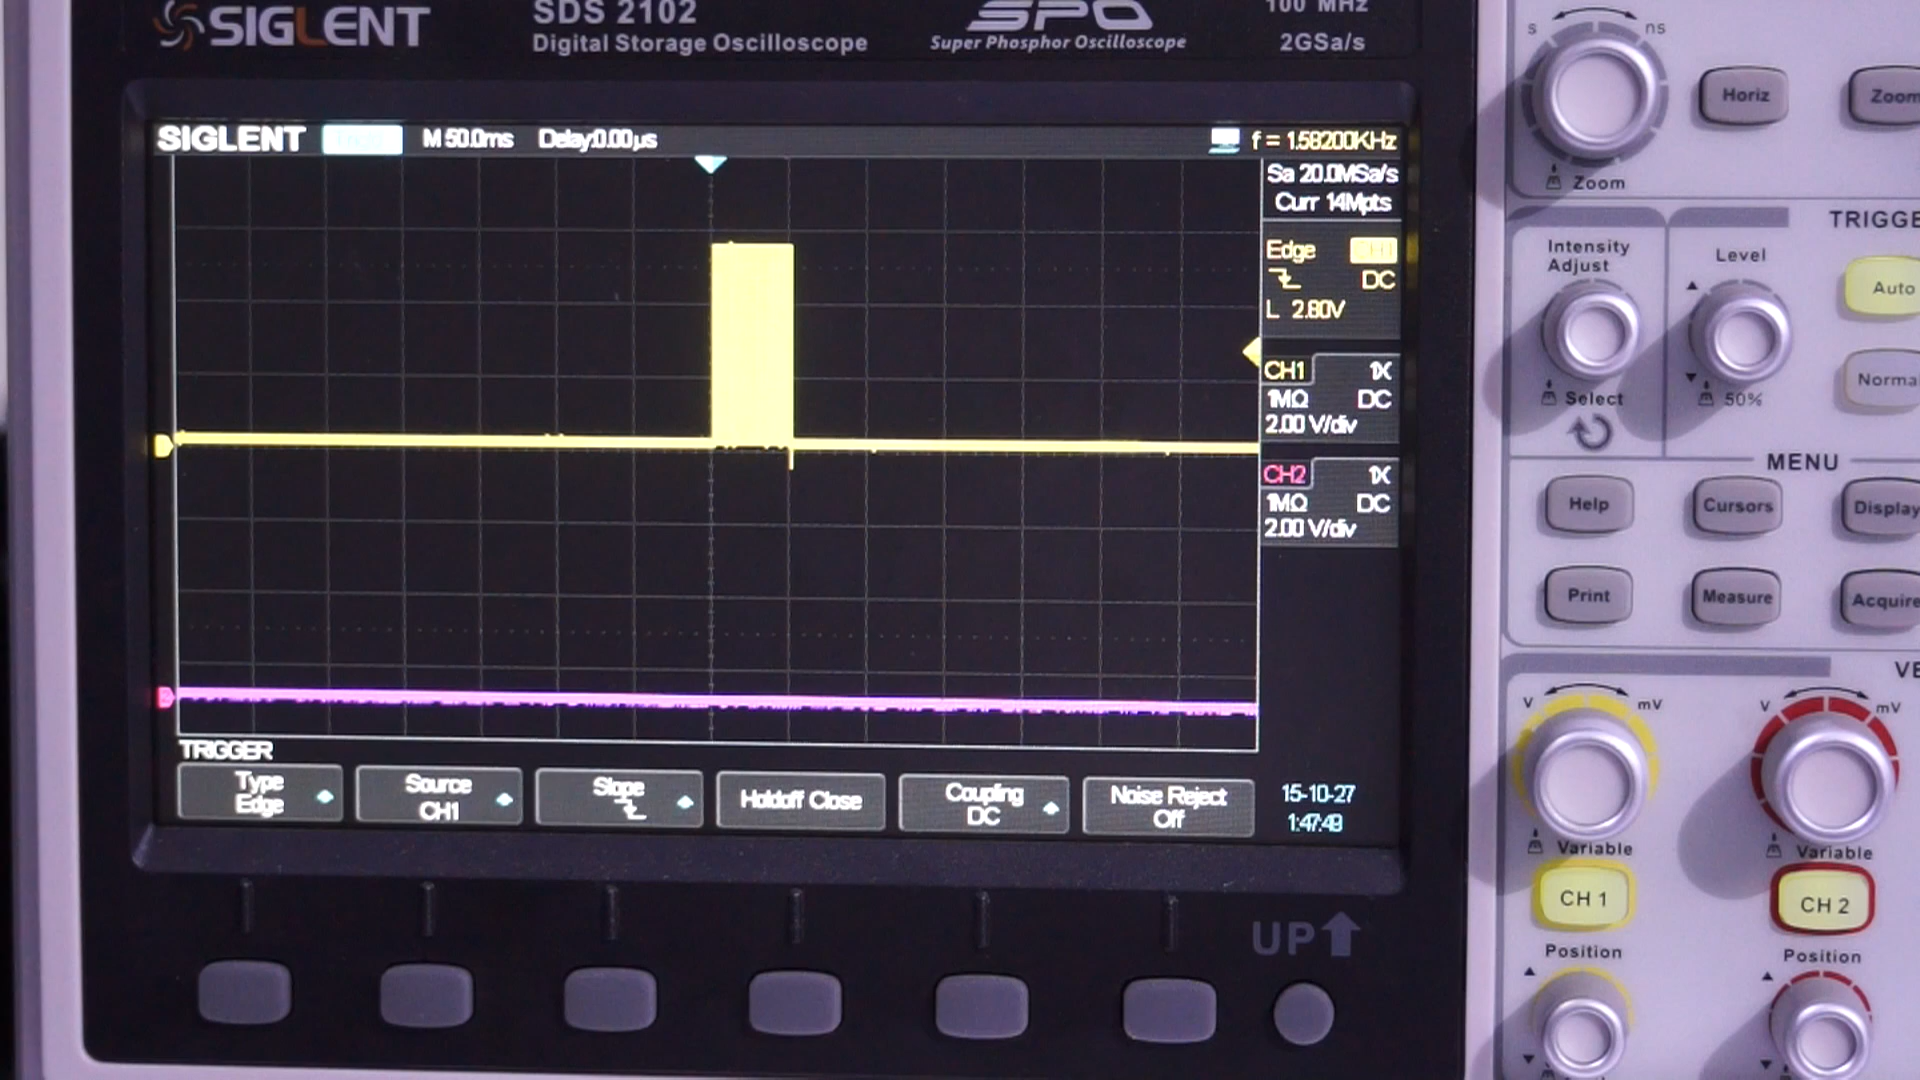 SIGLENT
SDS 2102
Digital Storage Oscilloscope
SPO
Super Phosphor Oscilloscope
100 MHz
2GSa/s
SIGLENT
M 50.0ms
Delay:0.00µs
f = 1.58200KHz
Sa 20.0MSa/s
Curr 14Mpts
Edge
DC
L 2.80V
CH1 1X
1MΩ DC
2.00 V/div
CH2 1X
1MΩ DC
2.00 V/div
TRIGGER
Type
Edge
Source
CH1
Slope
Holdoff Close
Coupling
DC
Noise Reject
Off
15-10-27
1:47:49
UP
s
ns
Horiz
Zoom
Zoom
TRIGGE
Intensity
Adjust
Level
Auto
Norma
Select
50%
MENU
Help
Cursors
Display
Print
Measure
Acquire
VE
V
mV
V
mV
Variable
Variable
CH 1
CH 2
Position
Position